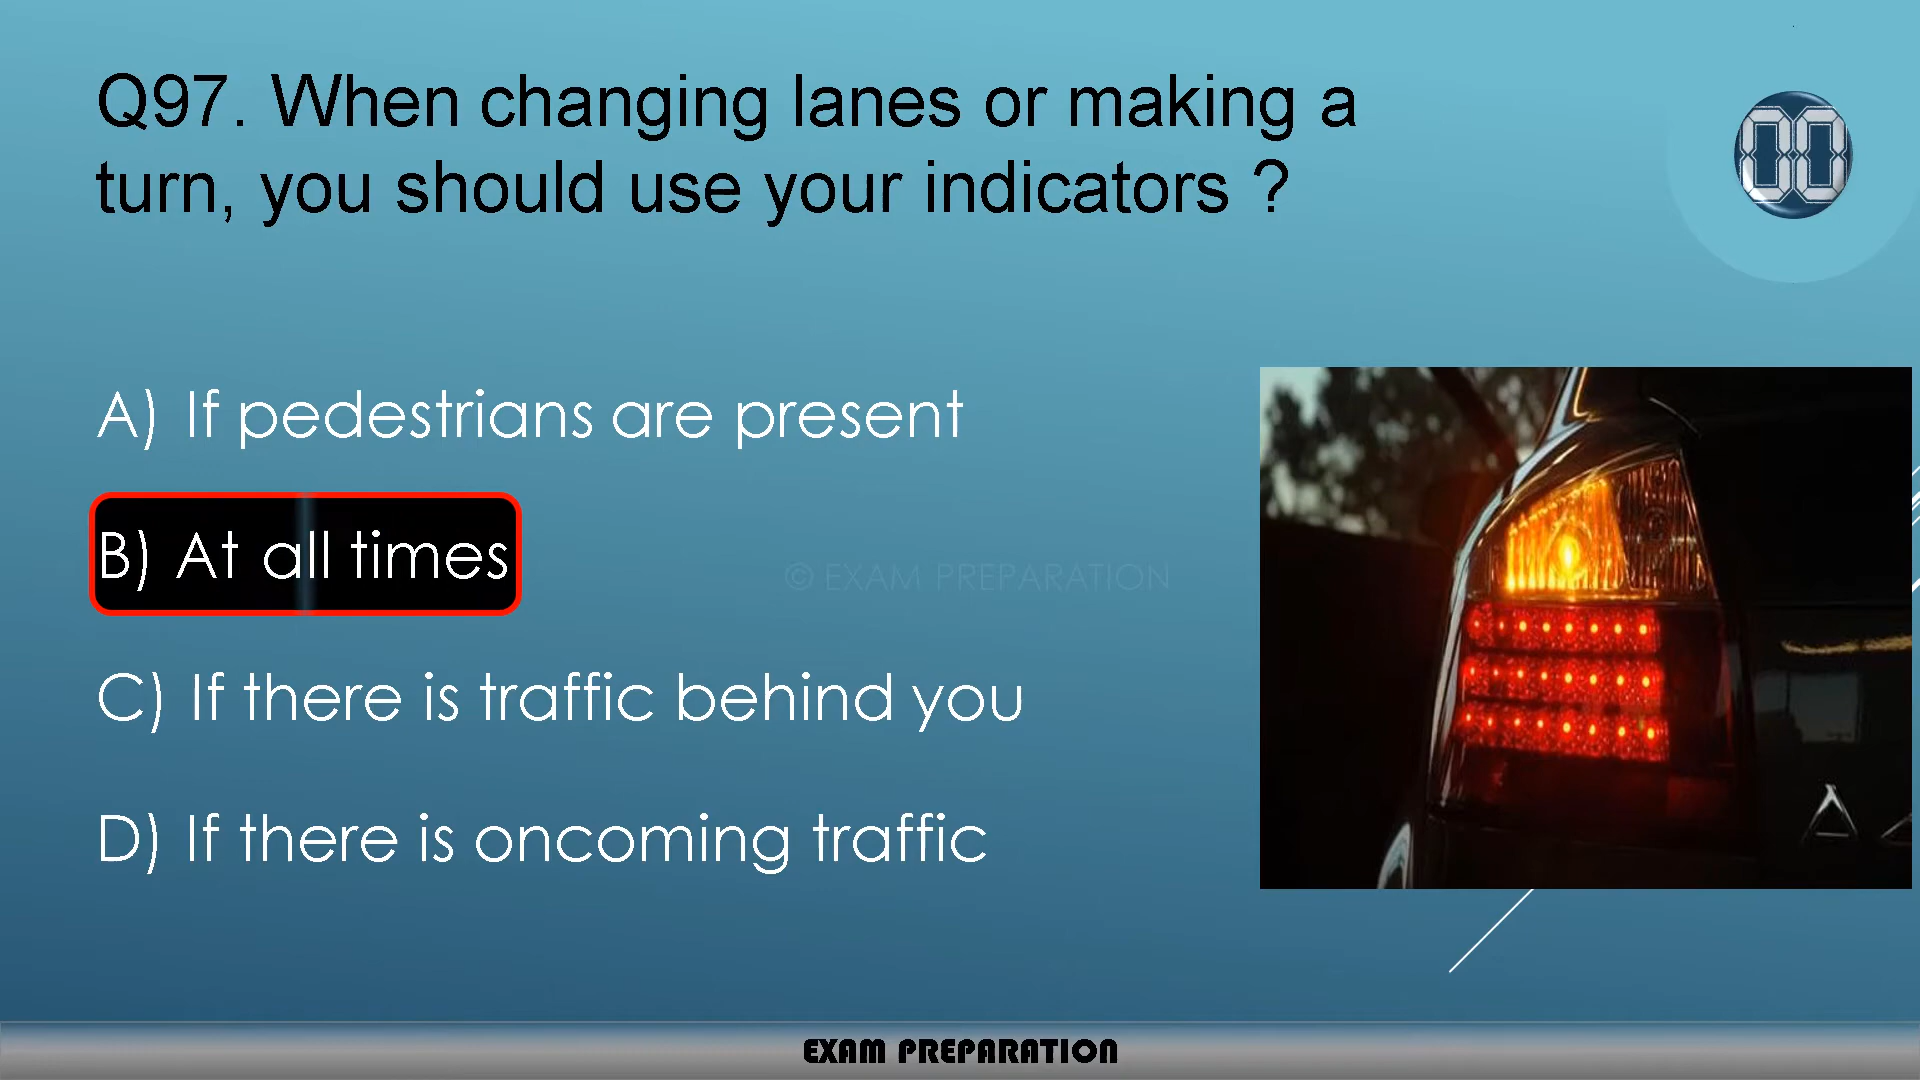 Q97. When changing lanes or making a
turn, you should use your indicators ?
00
A) If pedestrians are present
B) At all times
© EXAM PREPARATION
C) If there is traffic behind you
D) If there is oncoming traffic
EXAM PREPARATION